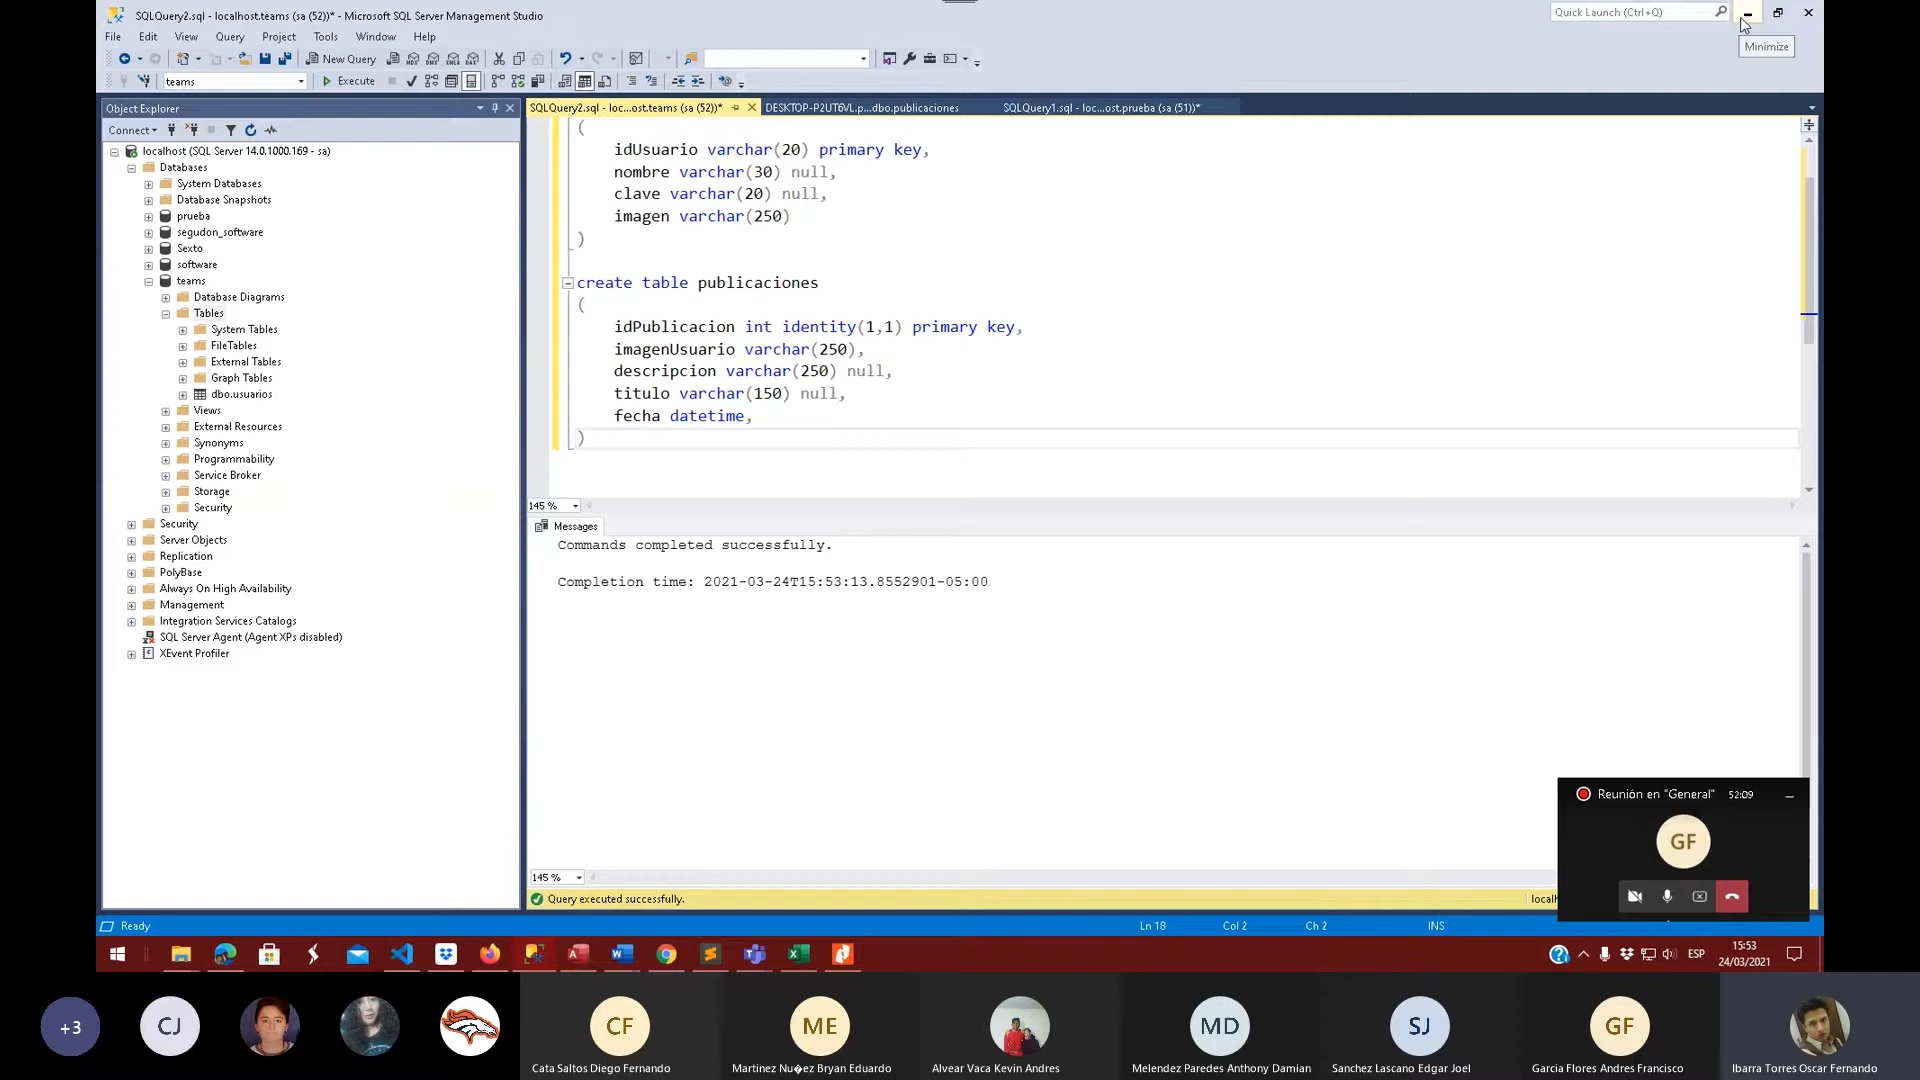 SQLQuery2.sql - localhost.teams (sa (52))* - Microsoft SQL Server Management Studio
Quick Launch (Ctrl+Q)
File Edit View Query Project Tools Window Help
Minimize
New Query
teams
Execute
Object Explorer
SQLQuery2.sql - loc...ost.teams (sa (52))*
DESKTOP-P2UT6VL.p...dbo.publicaciones
SQLQuery1.sql - loc...ost.prueba (sa (51))*
Connect
localhost (SQL Server 14.0.1000.169 - sa)
Databases
System Databases
Database Snapshots
prueba
segudon_software
Sexto
software
teams
Database Diagrams
Tables
System Tables
FileTables
External Tables
Graph Tables
dbo.usuarios
Views
External Resources
Synonyms
Programmability
Service Broker
Storage
Security
Security
Server Objects
Replication
PolyBase
Always On High Availability
Management
Integration Services Catalogs
SQL Server Agent (Agent XPs disabled)
XEvent Profiler
(
idUsuario varchar(20) primary key,
nombre varchar(30) null,
clave varchar(20) null,
imagen varchar(250)
)
create table publicaciones
(
idPublicacion int identity(1,1) primary key,
imagenUsuario varchar(250),
descripcion varchar(250) null,
titulo varchar(150) null,
fecha datetime,
)
145 %
Messages
Commands completed successfully.
Completion time: 2021-03-24T15:53:13.8552901-05:00
145 %
Query executed successfully.
localh
Reunión en "General" 52:09
GF
Ready
Ln 18 Col 2 Ch 2 INS
ESP
15:53
24/03/2021
+3
CJ
CF
Cata Saltos Diego Fernando
ME
Martinez Nu�ez Bryan Eduardo
Alvear Vaca Kevin Andres
MD
Melendez Paredes Anthony Damian
SJ
Sanchez Lascano Edgar Joel
GF
Garcia Flores Andres Francisco
Ibarra Torres Oscar Fernando